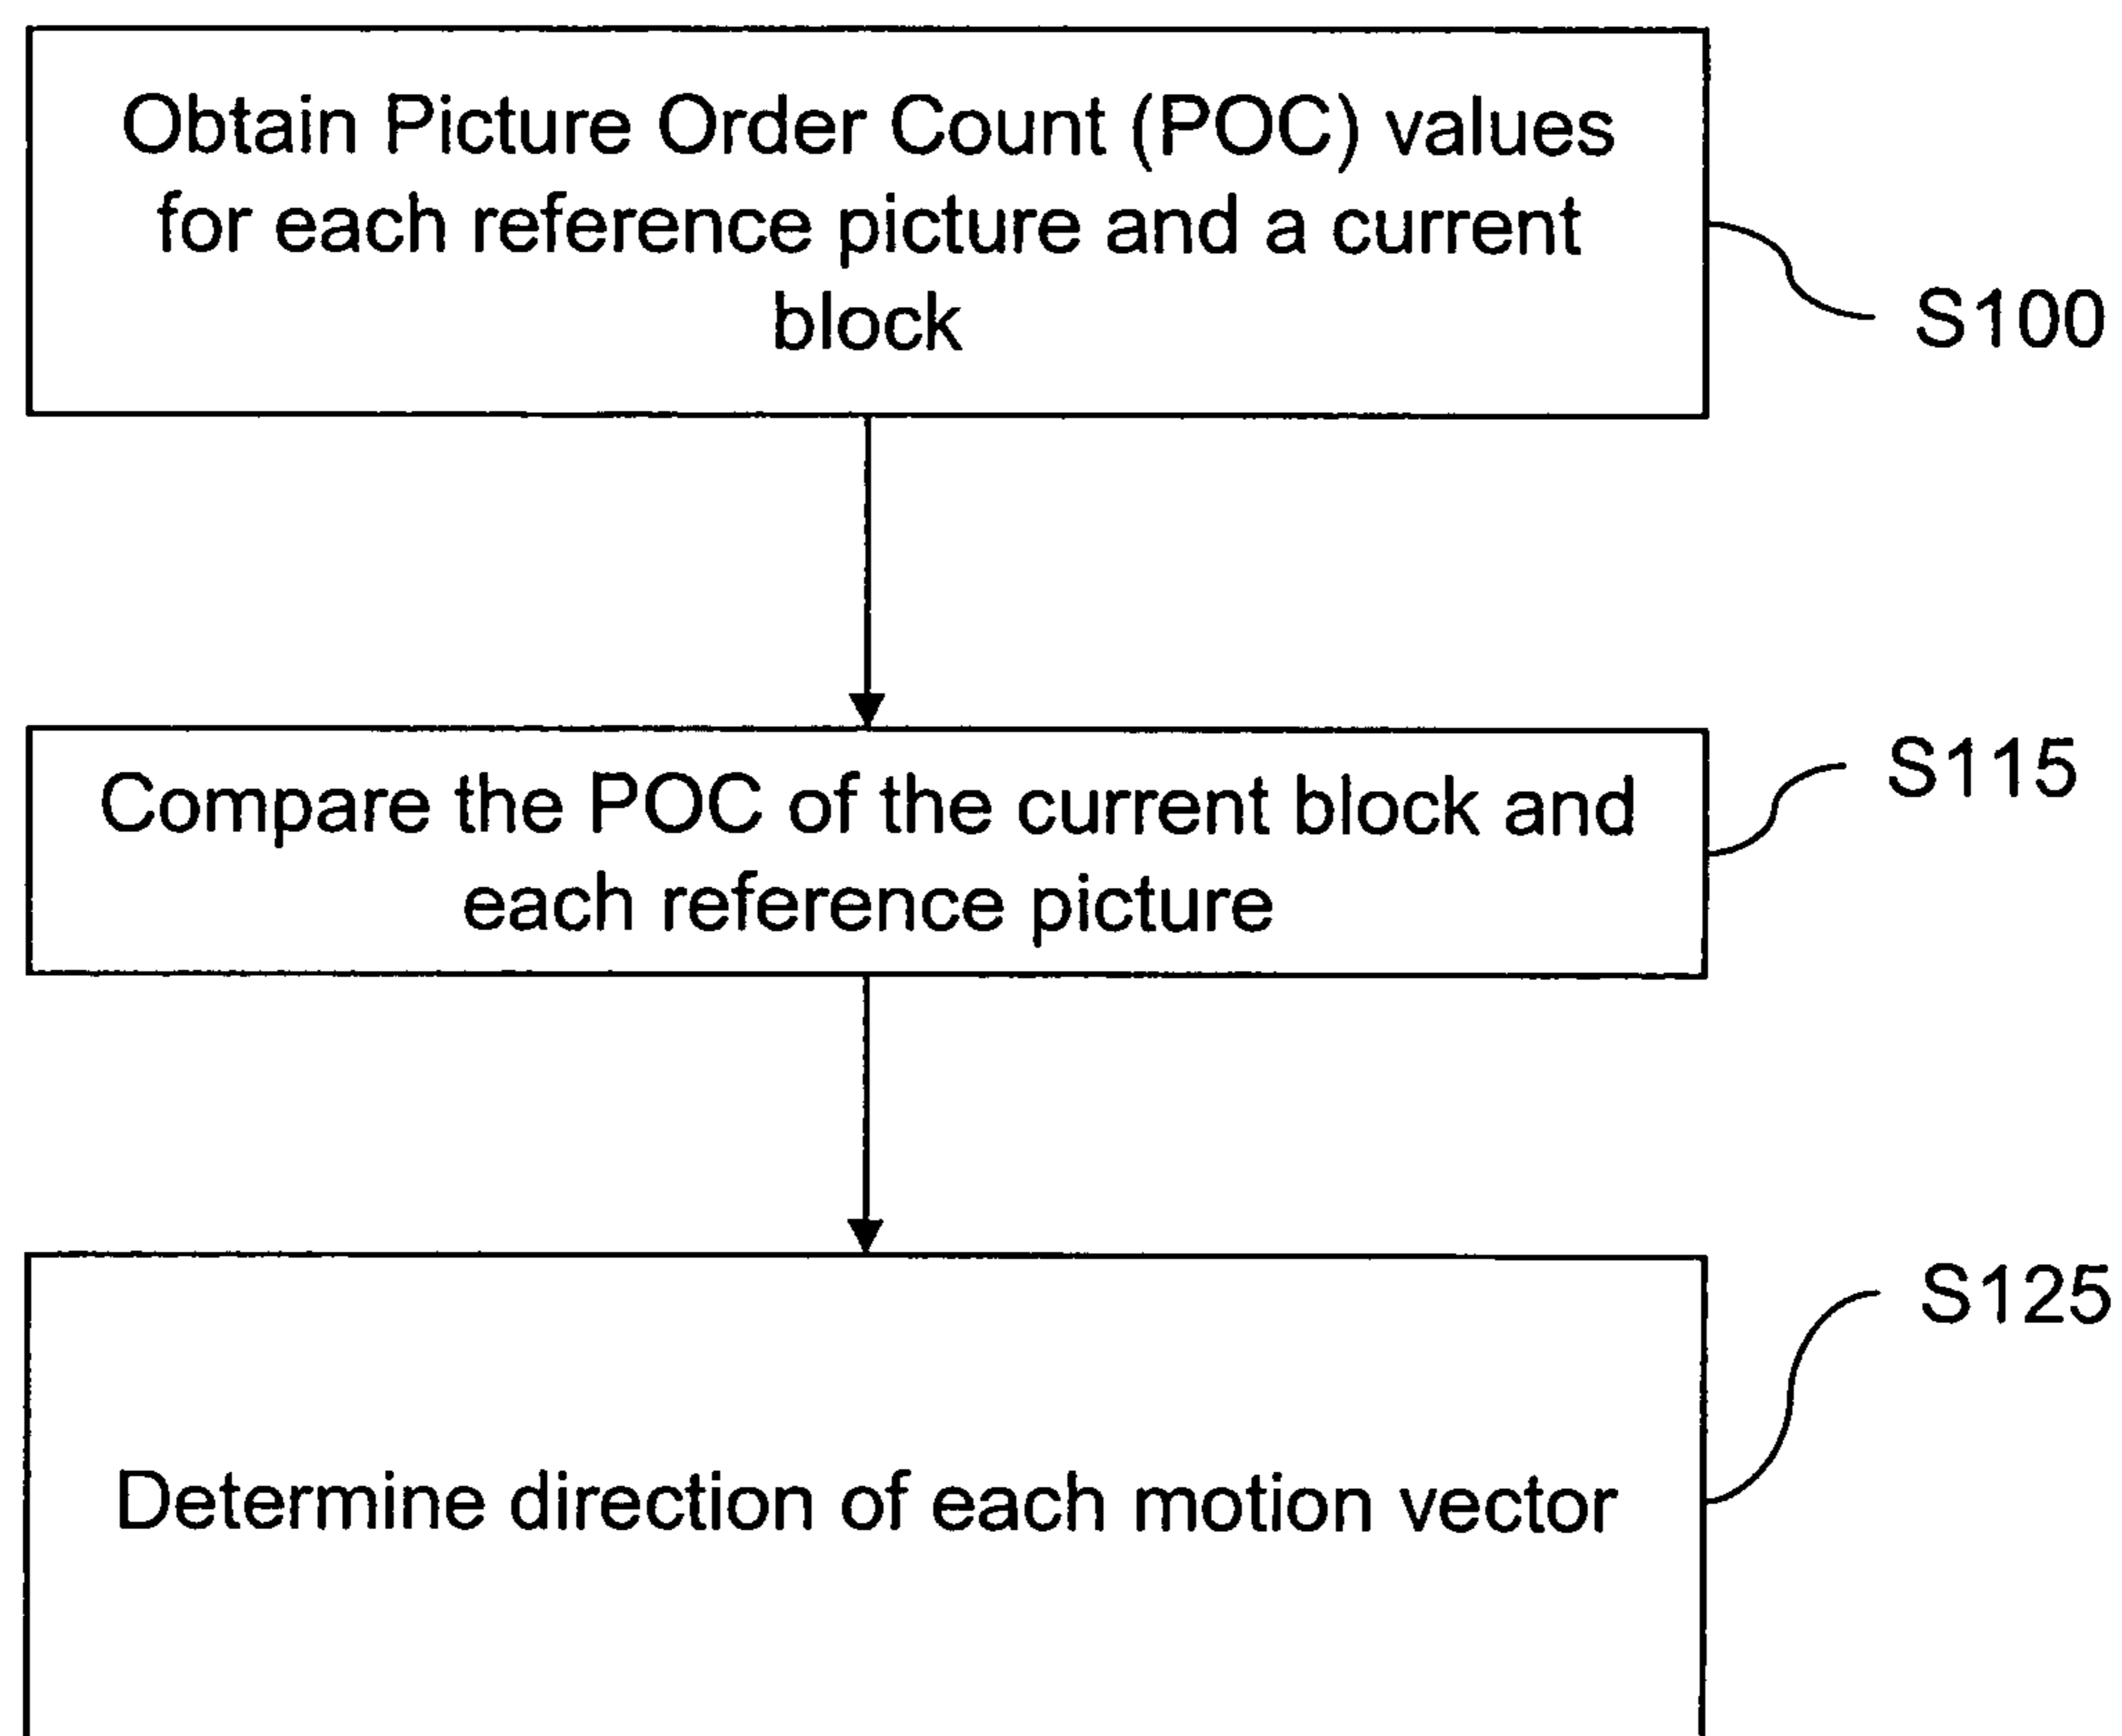 Obtain Picture Order Count (POC) values
for each reference picture and a current
block
S100
Compare the POC of the current block and
each reference picture
S115
Determine direction of each motion vector
S125